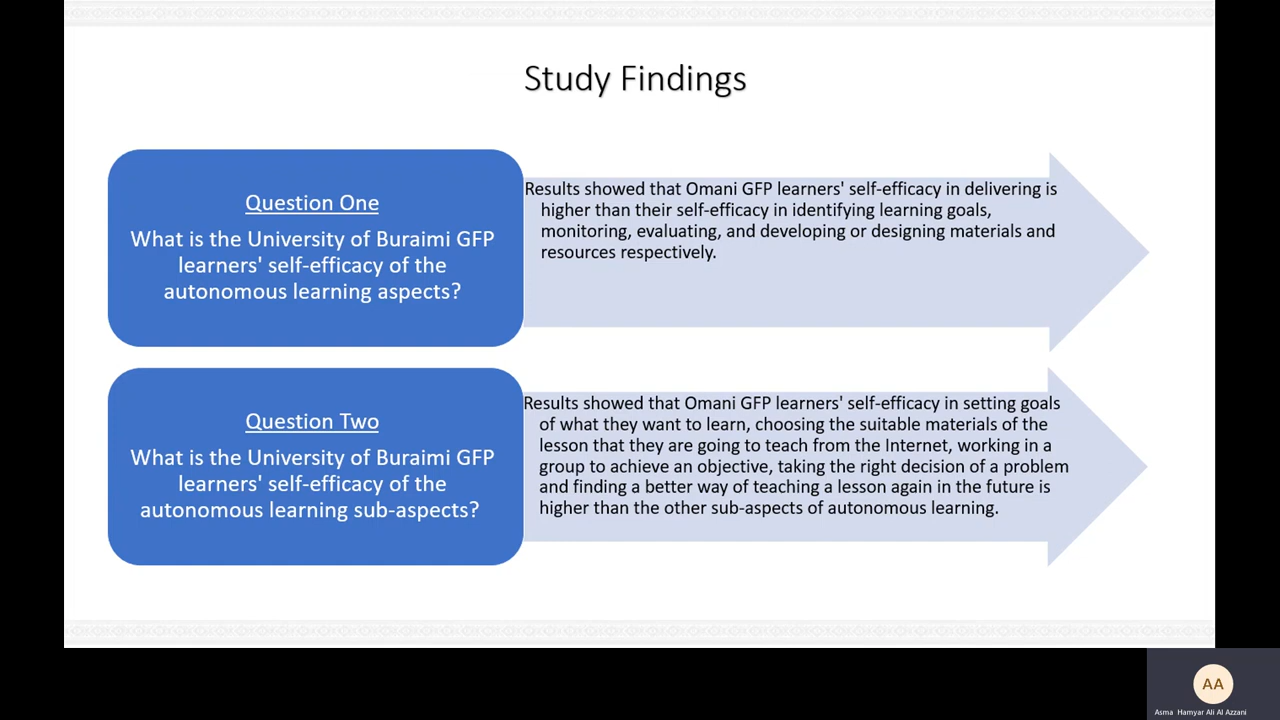 Study Findings
Question One
What is the University of Buraimi GFP
learners' self-efficacy of the
autonomous learning aspects?
Results showed that Omani GFP learners' self-efficacy in delivering is
higher than their self-efficacy in identifying learning goals,
monitoring, evaluating, and developing or designing materials and
resources respectively.
Question Two
What is the University of Buraimi GFP
learners' self-efficacy of the
autonomous learning sub-aspects?
Results showed that Omani GFP learners' self-efficacy in setting goals
of what they want to learn, choosing the suitable materials of the
lesson that they are going to teach from the Internet, working in a
group to achieve an objective, taking the right decision of a problem
and finding a better way of teaching a lesson again in the future is
higher than the other sub-aspects of autonomous learning.
AA
Asma Hamyar Ali Al Azzani